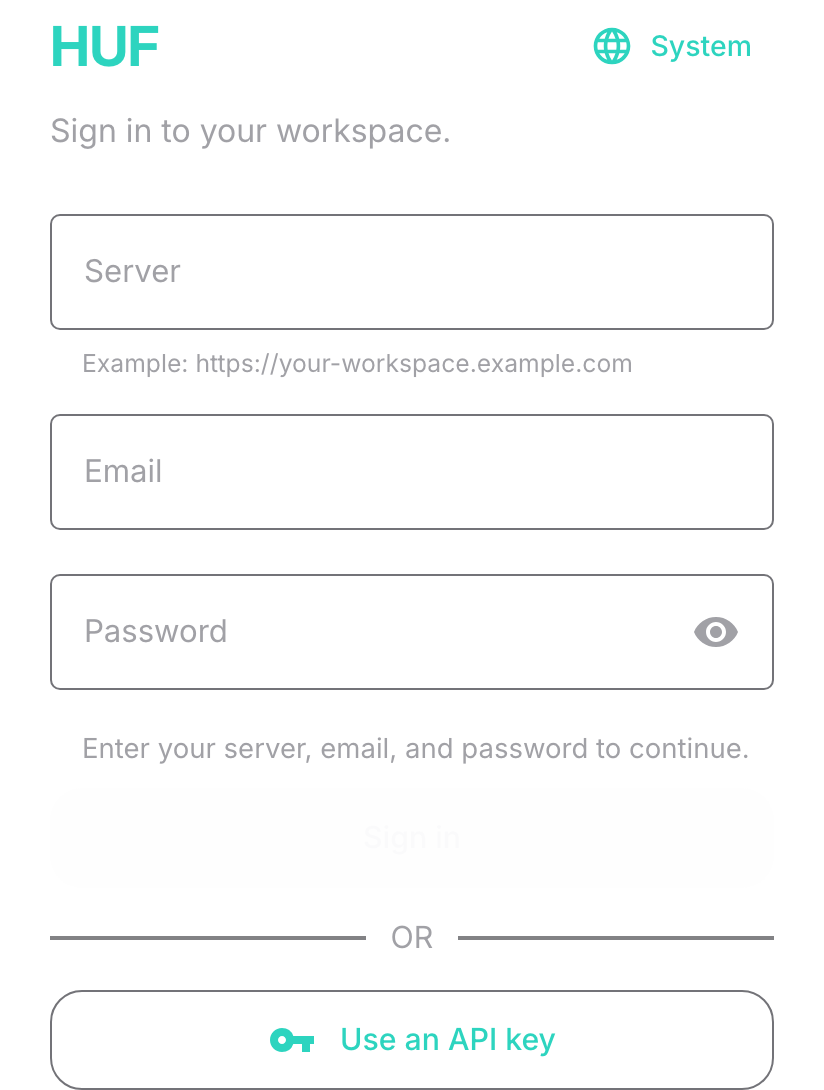 HUF
System
Sign in to your workspace.
Server
Example: https://your-workspace.example.com
Email
Password
Enter your server, email, and password to continue.
Sign in
OR
Use an API key